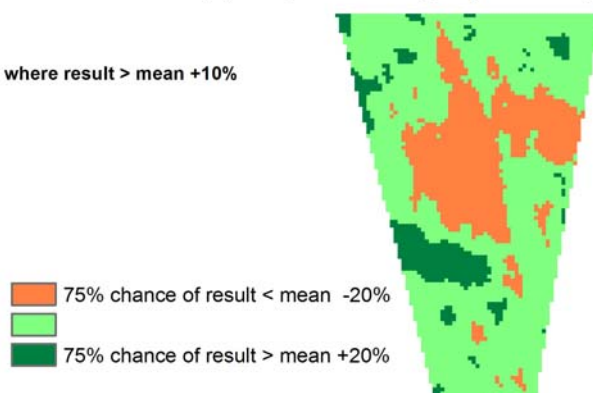 where result > mean +10%
75% chance of result < mean -20%
75% chance of result > mean +20%